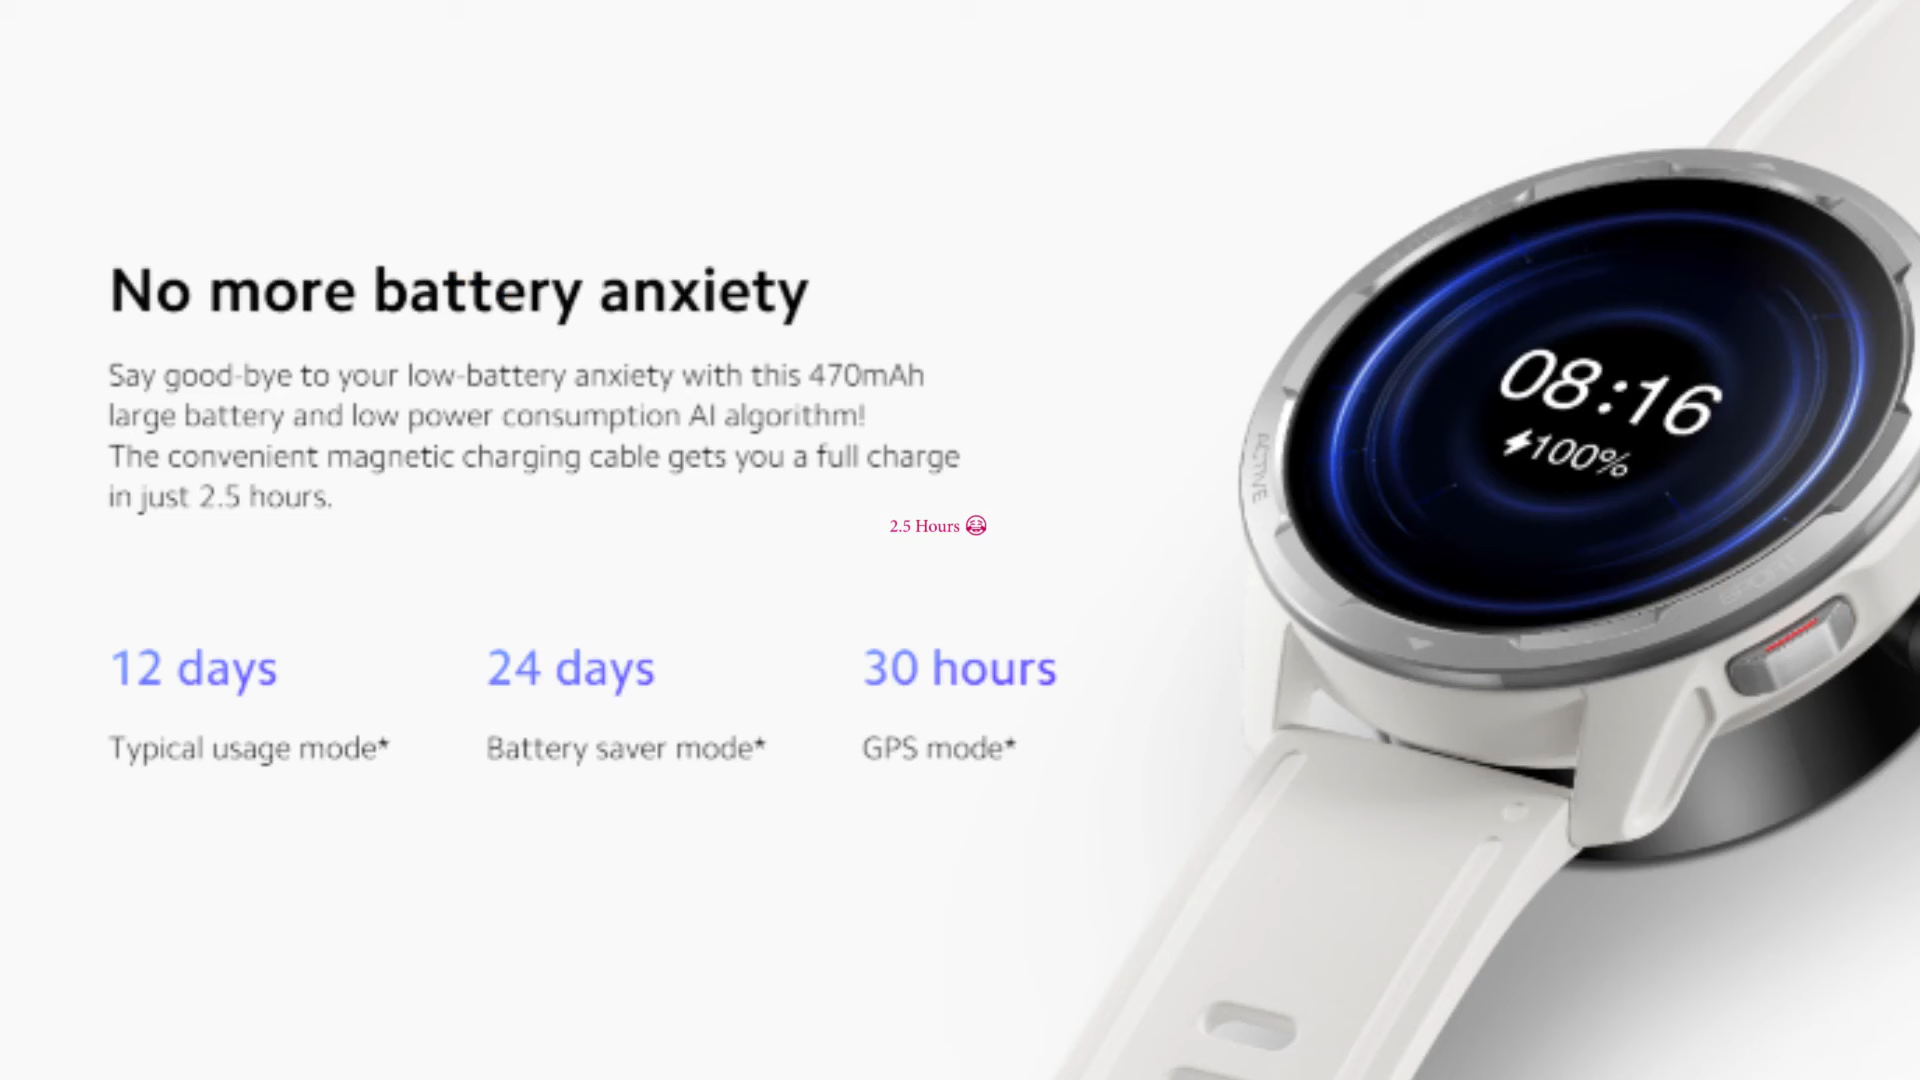 No more battery anxiety
Say good-bye to your low-battery anxiety with this 470mAh
large battery and low power consumption AI algorithm!
The convenient magnetic charging cable gets you a full charge
in just 2.5 hours.
2.5 Hours 😂
12 days
24 days
30 hours
Typical usage mode*
Battery saver mode*
GPS mode*
08:16
⚡100%
ACTIVE
SPORT